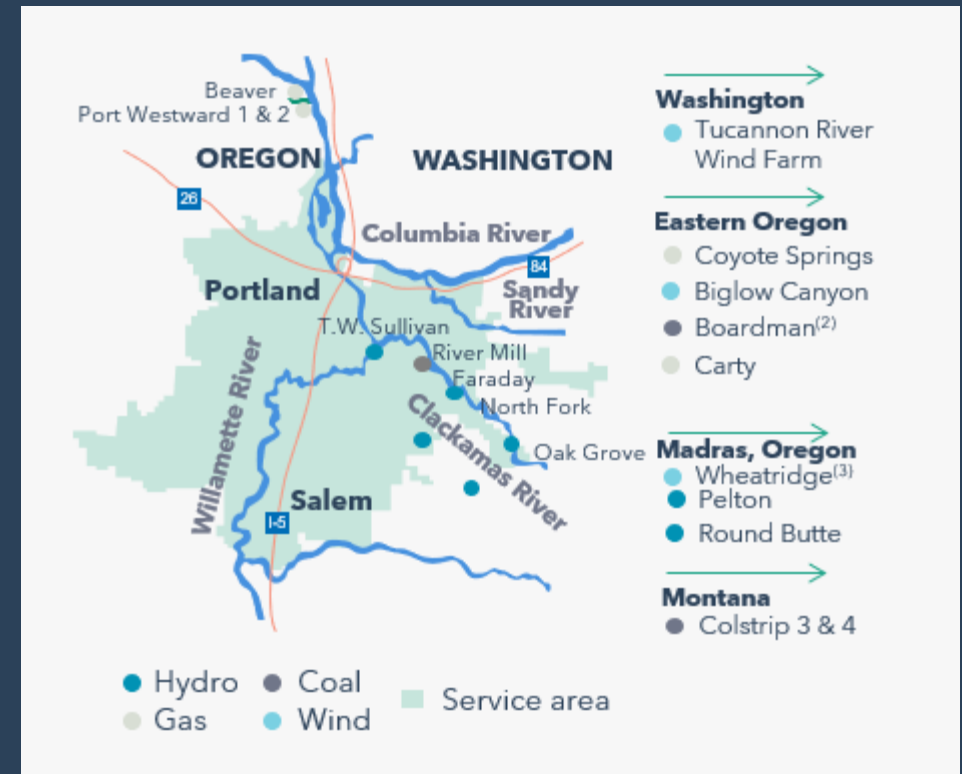 Beaver
Port Westward 1 & 2
OREGON
WASHINGTON
26
Columbia River
84
Portland
Sandy
River
T.W. Sullivan
River Mill
Faraday
North Fork
Oak Grove
Willamette River
Clackamas River
Salem
I-5
Washington
Tucannon River
Wind Farm
Eastern Oregon
Coyote Springs
Biglow Canyon
Boardman(2)
Carty
Madras, Oregon
Wheatridge(3)
Pelton
Round Butte
Montana
Colstrip 3 & 4
Hydro
Coal
Gas
Wind
Service area